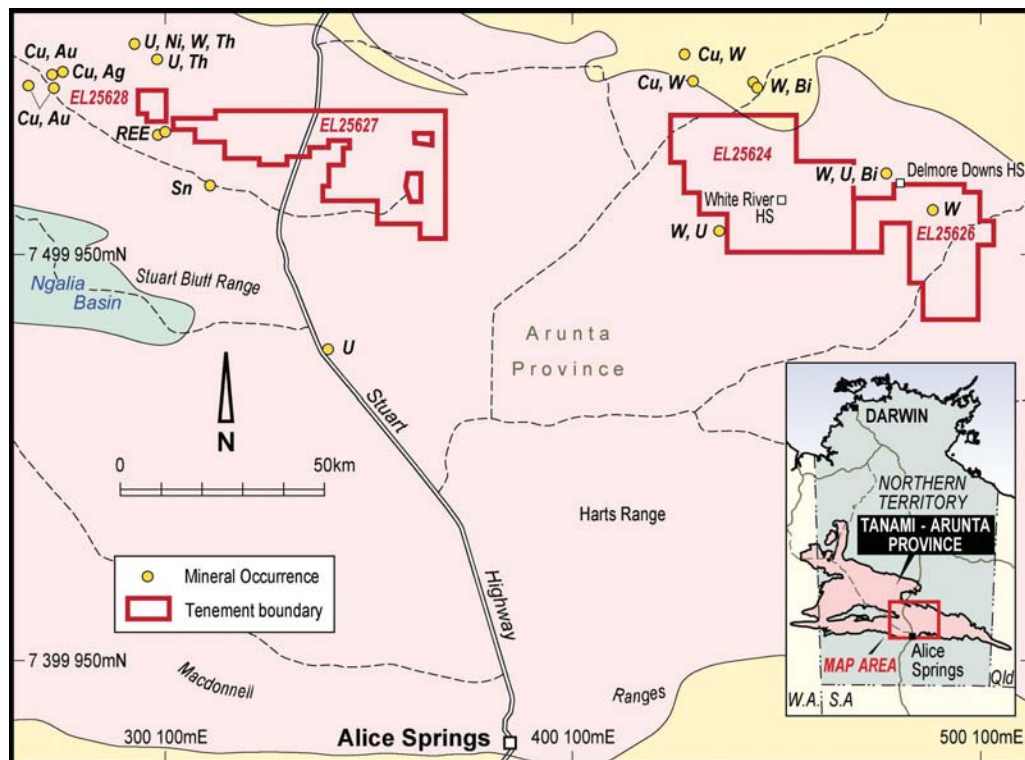 Cu, Au
U, Ni, W, Th
U, Th
Cu, Ag
EL25628
Cu, Au
REE
EL25627
Sn
Cu, W
Cu, W
W, Bi
EL25624
W, U, Bi
Delmore Downs HS
White River
HS
W
W, U
EL25626
7 499 950mN
Ngalia
Basin
Stuart Bluff Range
U
Arunta
Province
N
Stuart
Highway
0
50km
Harts Range
Mineral Occurrence
Tenement boundary
7 399 950mN
Macdonnell
Ranges
Alice Springs
300 100mE
400 100mE
500 100mE
DARWIN
NORTHERN
TERRITORY
TANAMI - ARUNTA
PROVINCE
MAP AREA
Alice
Springs
Qld
W.A.
S.A